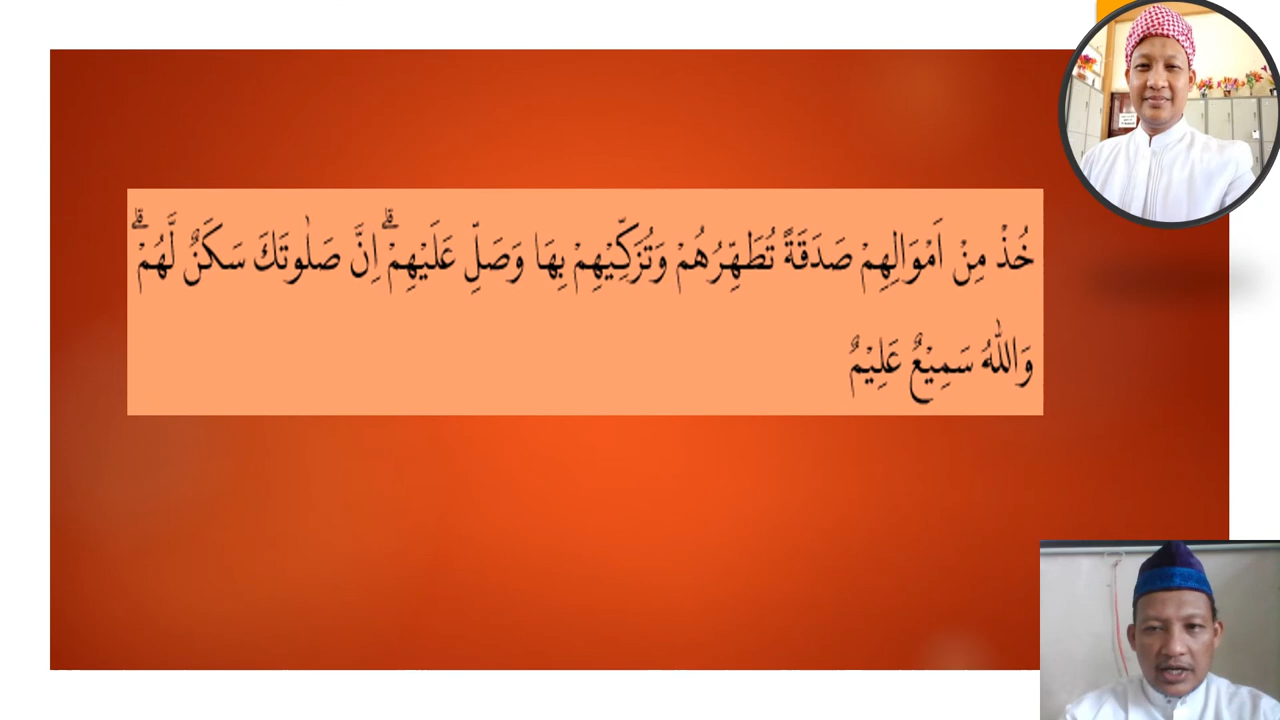 خُذْ مِنْ اَمْوَالِهِمْ صَدَقَةً تُطَهِّرُهُمْ وَتُزَكِّيْهِمْ بِهَا وَصَلِّ عَلَيْهِمْۗ اِنَّ صَلٰوتَكَ سَكَنٌ لَّهُمْۗ
وَاللّٰهُ سَمِيْعٌ عَلِيْمٌ